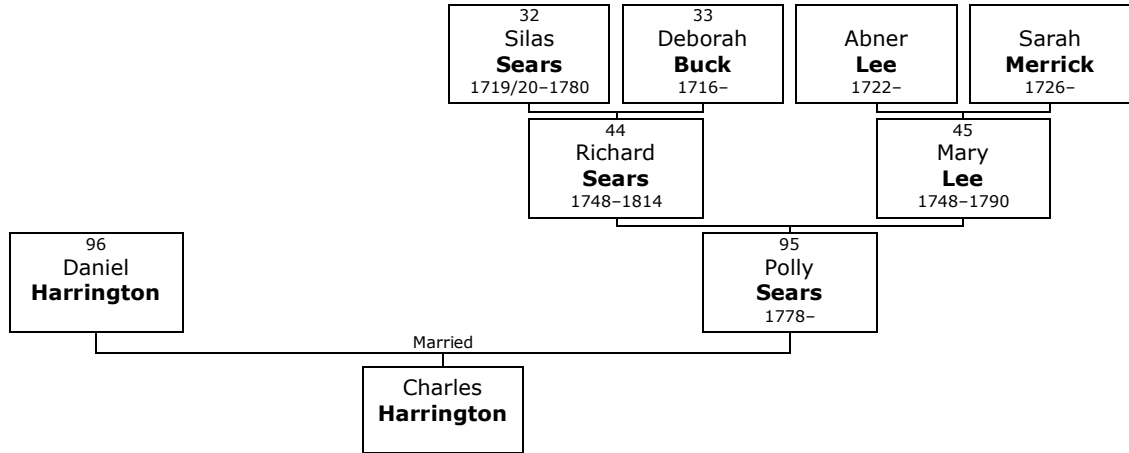 32
Silas
Sears
1719/20–1780
33
Deborah
Buck
1716–
Abner
Lee
1722–
Sarah
Merrick
1726–
44
Richard
Sears
1748–1814
45
Mary
Lee
1748–1790
96
Daniel
Harrington
95
Polly
Sears
1778–
Married
Charles
Harrington